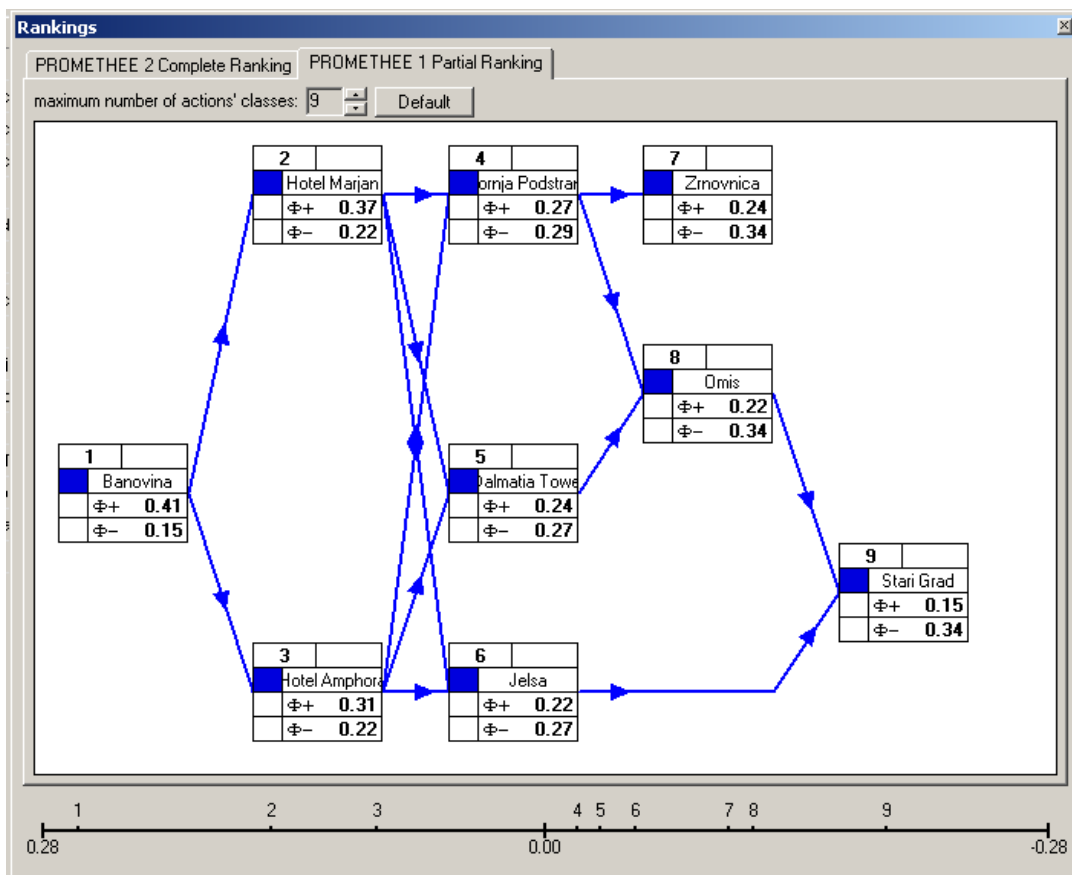 Rankings
PROMETHEE 2 Complete Ranking PROMETHEE 1 Partial Ranking
maximum number of actions' classes: 9 Default
2
Hotel Marjan
Φ+ 0.37
Φ− 0.22
4
ornja Podstran
Φ+ 0.27
Φ− 0.29
7
Zrnovnica
Φ+ 0.24
Φ− 0.34
8
Omis
Φ+ 0.22
Φ− 0.34
1
Banovina
Φ+ 0.41
Φ− 0.15
5
Dalmatia Towe
Φ+ 0.24
Φ− 0.27
9
Stari Grad
Φ+ 0.15
Φ− 0.34
3
Hotel Amphora
Φ+ 0.31
Φ− 0.22
6
Jelsa
Φ+ 0.22
Φ− 0.27
1 2 3 4 5 6 7 8 9
0.28 0.00 -0.28